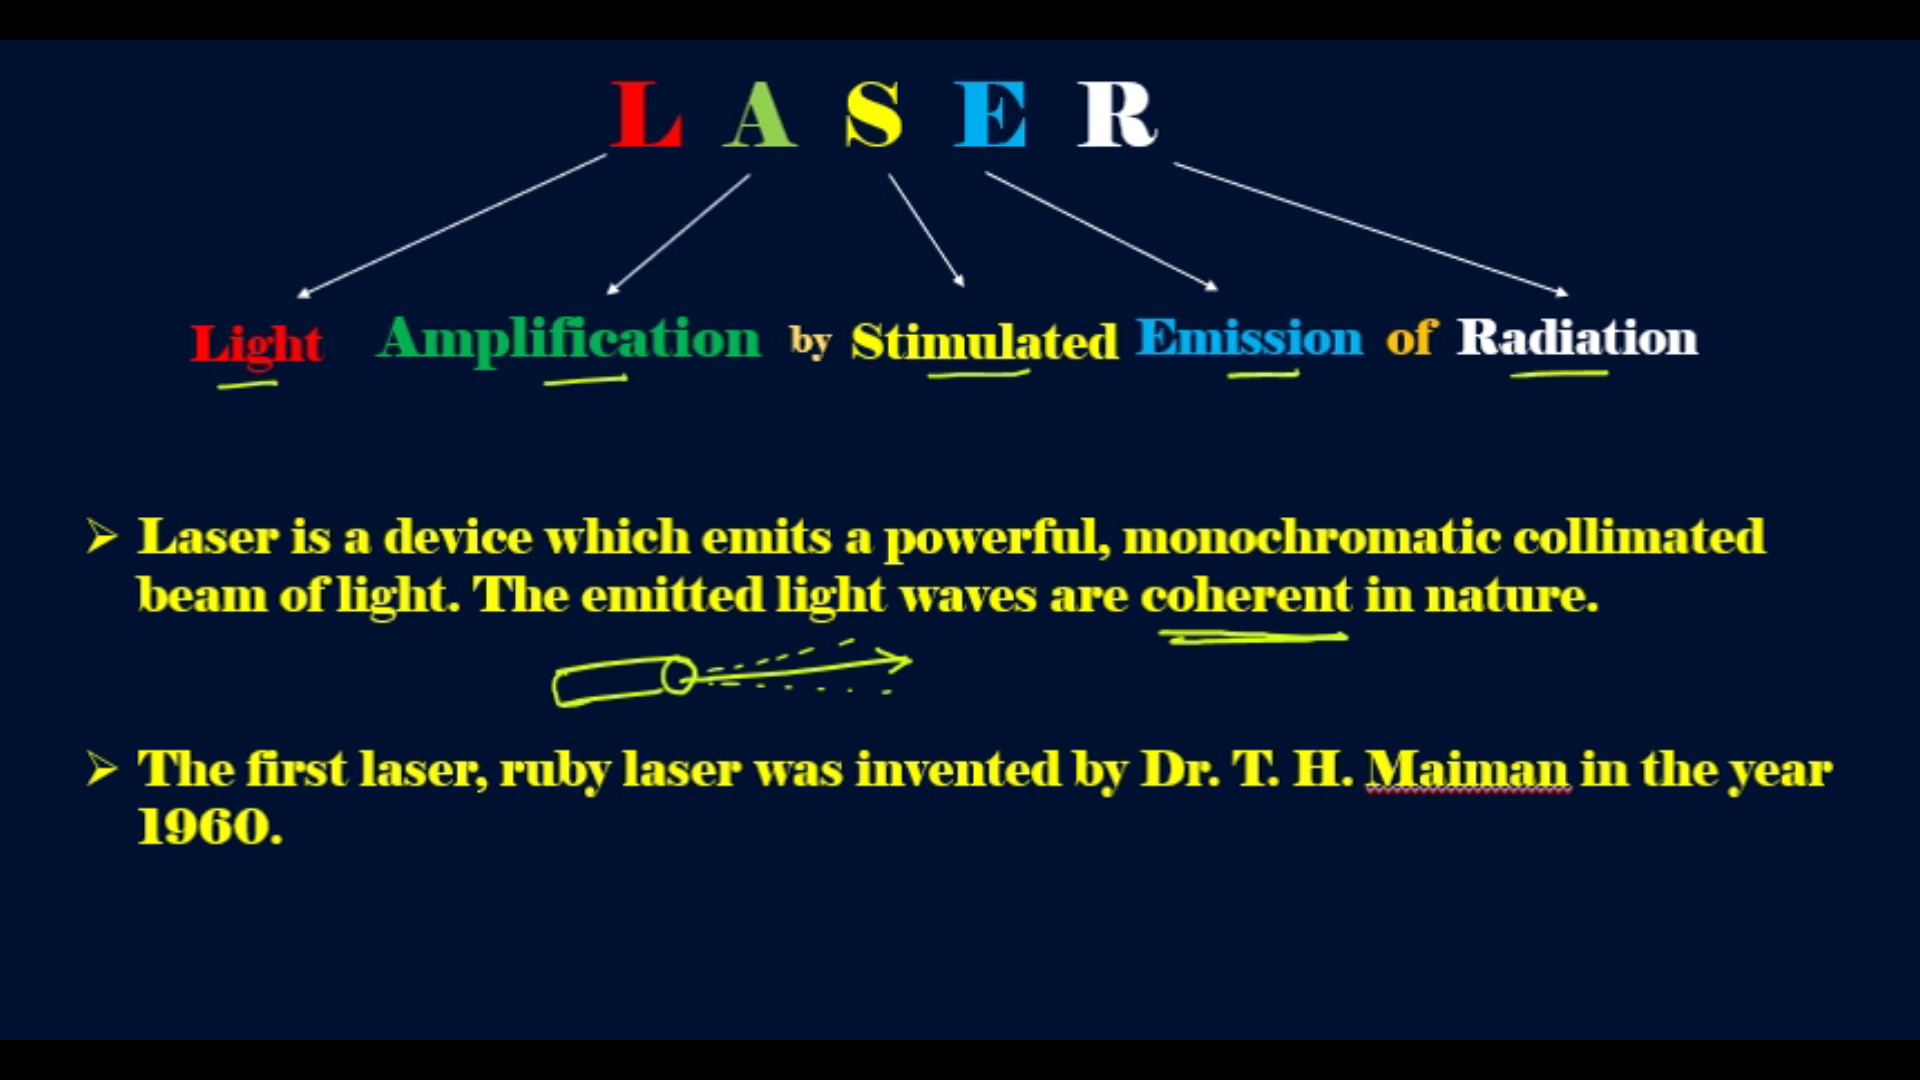 L A S E R
Light Amplification by Stimulated Emission of Radiation
➤ Laser is a device which emits a powerful, monochromatic collimated
beam of light. The emitted light waves are coherent in nature.
➤ The first laser, ruby laser was invented by Dr. T. H. Maiman in the year
1960.